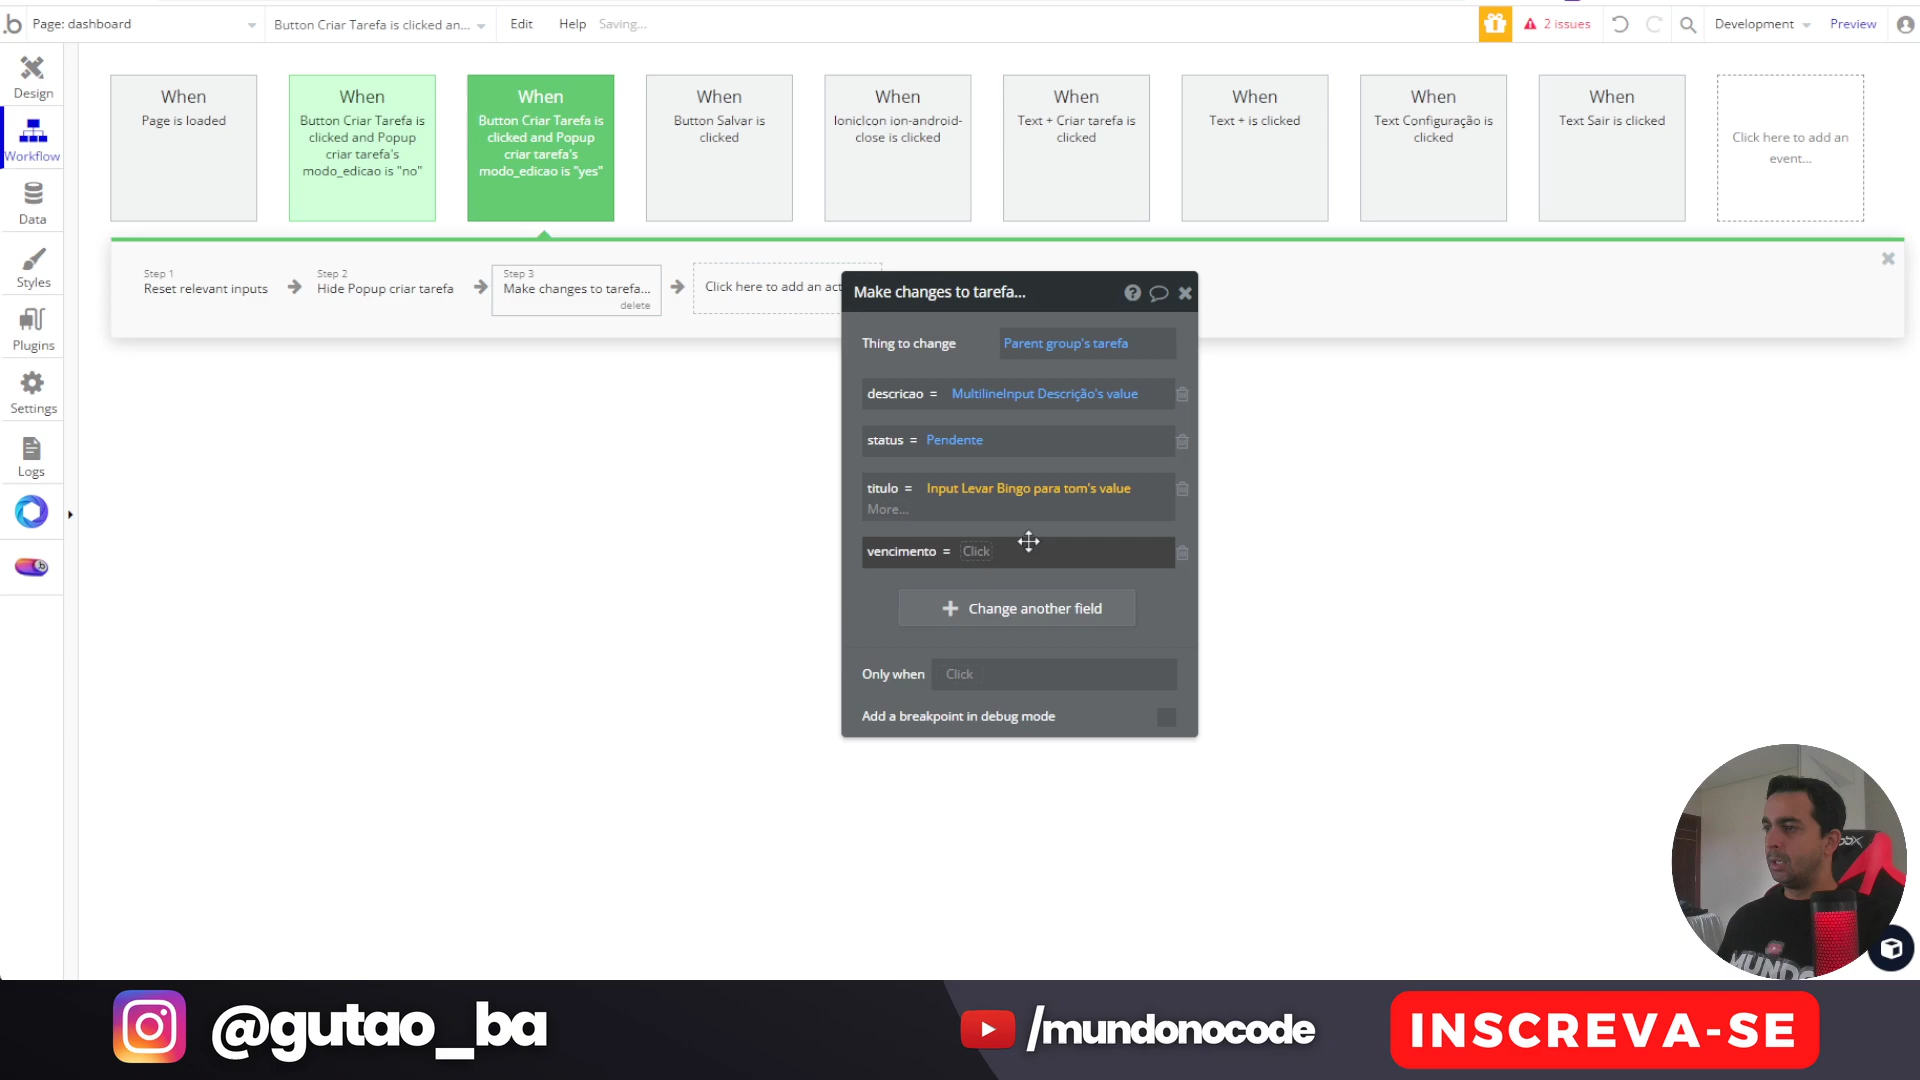 Page: dashboard
Button Criar Tarefa is clicked an...
Edit
Help
Saving...
2 issues
Development
Preview
Design
Workflow
Data
Styles
Plugins
Settings
Logs
When
Page is loaded
When
Button Criar Tarefa is
clicked and Popup
criar tarefa's
modo_edicao is "no"
When
Button Criar Tarefa is
clicked and Popup
criar tarefa's
modo_edicao is "yes"
When
Button Salvar is
clicked
When
IonicIcon ion-android-
close is clicked
When
Text + Criar tarefa is
clicked
When
Text + is clicked
When
Text Configuração is
clicked
When
Text Sair is clicked
Click here to add an
event...
Step 1
Reset relevant inputs
Step 2
Hide Popup criar tarefa
Step 3
Make changes to tarefa...
delete
Click here to add an act
Make changes to tarefa...
Thing to change
Parent group's tarefa
descricao = MultilineInput Descrição's value
status = Pendente
titulo = Input Levar Bingo para tom's value
More...
vencimento = Click
Change another field
Only when
Click
Add a breakpoint in debug mode
MUNDO
@gutao_ba
/mundonocode
INSCREVA-SE